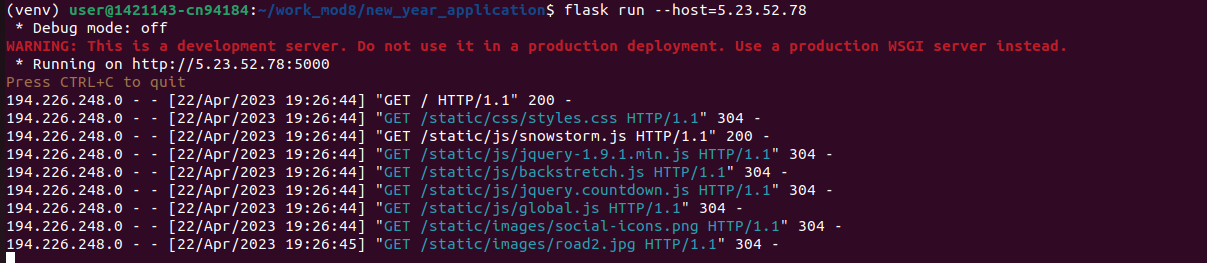 (venv) user@1421143-cn94184:~/work_mod8/new_year_application$ flask run --host=5.23.52.78
 * Debug mode: off
WARNING: This is a development server. Do not use it in a production deployment. Use a production WSGI server instead.
 * Running on http://5.23.52.78:5000
Press CTRL+C to quit
194.226.248.0 - - [22/Apr/2023 19:26:44] "GET / HTTP/1.1" 200 -
194.226.248.0 - - [22/Apr/2023 19:26:44] "GET /static/css/styles.css HTTP/1.1" 304 -
194.226.248.0 - - [22/Apr/2023 19:26:44] "GET /static/js/snowstorm.js HTTP/1.1" 200 -
194.226.248.0 - - [22/Apr/2023 19:26:44] "GET /static/js/jquery-1.9.1.min.js HTTP/1.1" 304 -
194.226.248.0 - - [22/Apr/2023 19:26:44] "GET /static/js/backstretch.js HTTP/1.1" 304 -
194.226.248.0 - - [22/Apr/2023 19:26:44] "GET /static/js/jquery.countdown.js HTTP/1.1" 304 -
194.226.248.0 - - [22/Apr/2023 19:26:44] "GET /static/js/global.js HTTP/1.1" 304 -
194.226.248.0 - - [22/Apr/2023 19:26:44] "GET /static/images/social-icons.png HTTP/1.1" 304 -
194.226.248.0 - - [22/Apr/2023 19:26:45] "GET /static/images/road2.jpg HTTP/1.1" 304 -